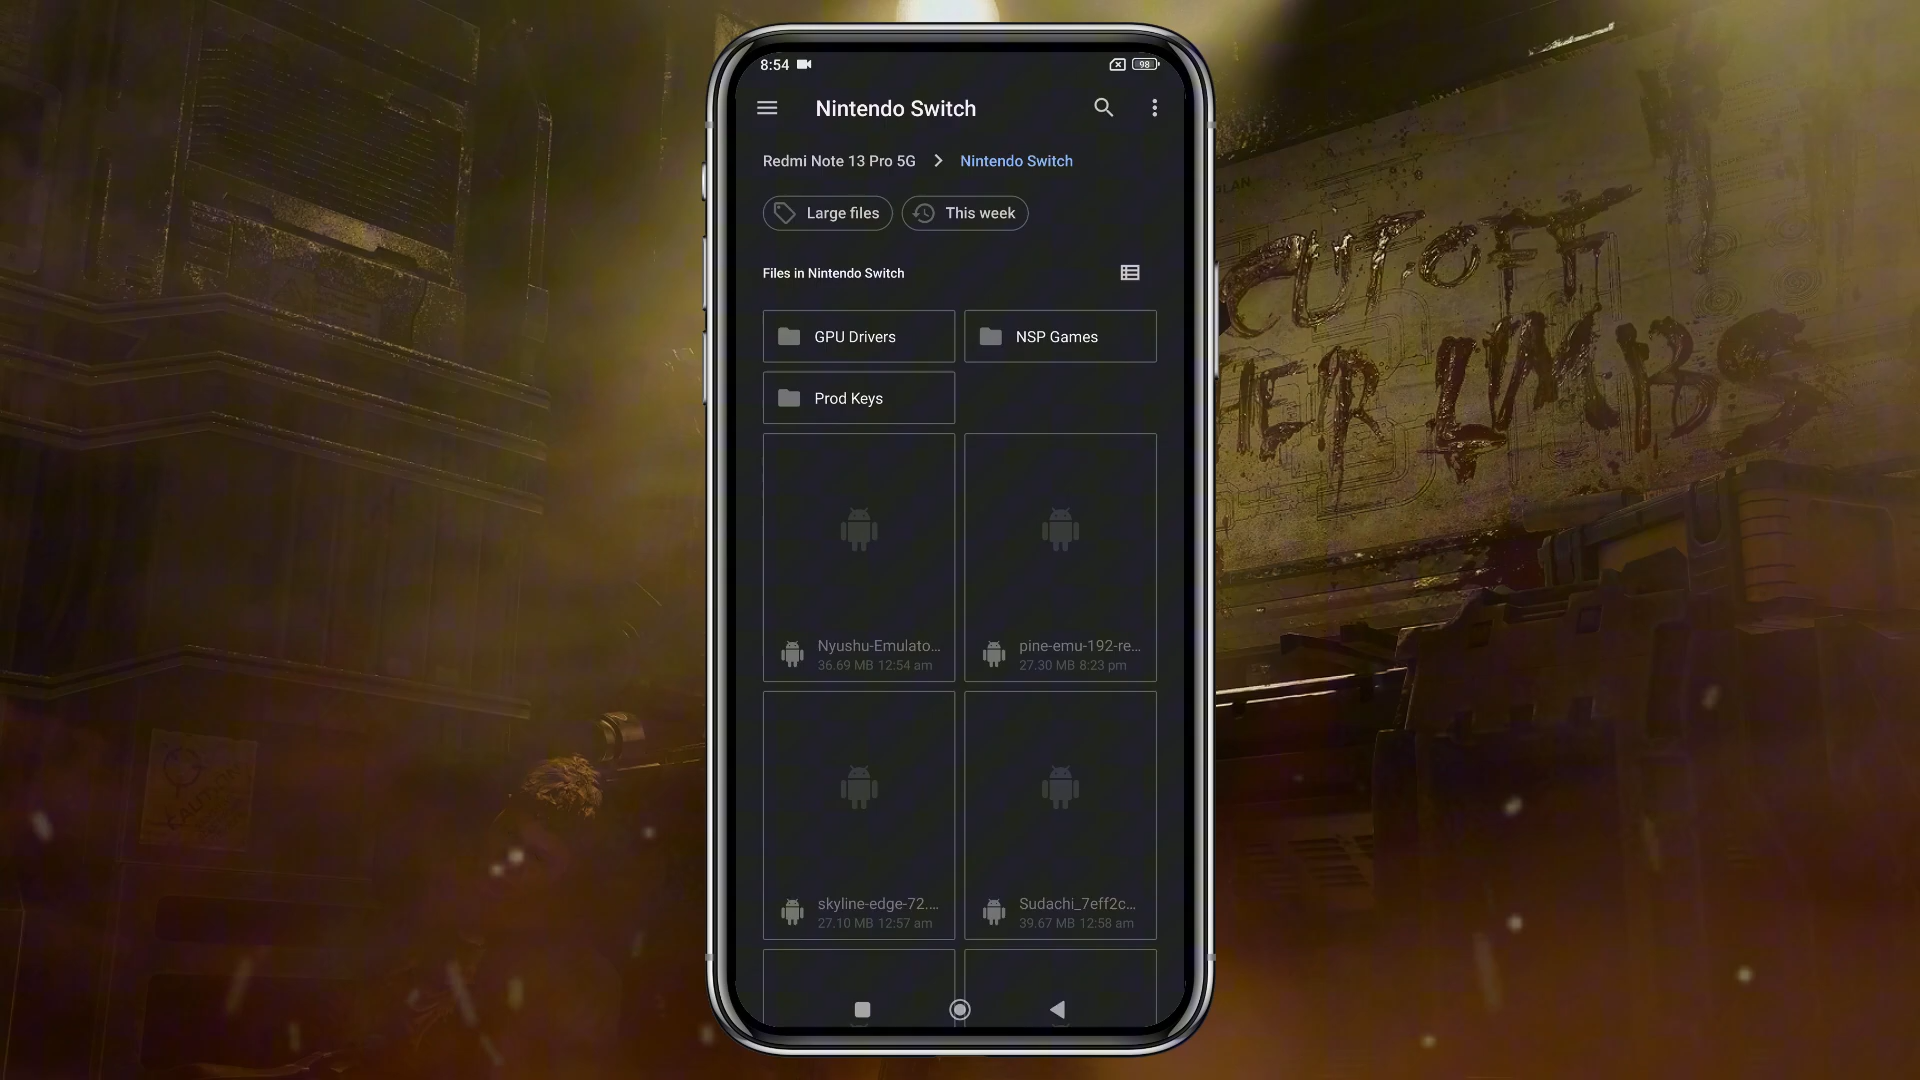 8:54
98
Nintendo Switch
Redmi Note 13 Pro 5G > Nintendo Switch
Large files
This week
Files in Nintendo Switch
GPU Drivers
NSP Games
Prod Keys
Nyushu-Emulato...
36.69 MB 12:54 am
pine-emu-192-re...
27.30 MB 8:23 pm
skyline-edge-72....
27.10 MB 12:57 am
Sudachi_7eff2c...
39.67 MB 12:58 am
CUT OFF
LIMBS
PLAN